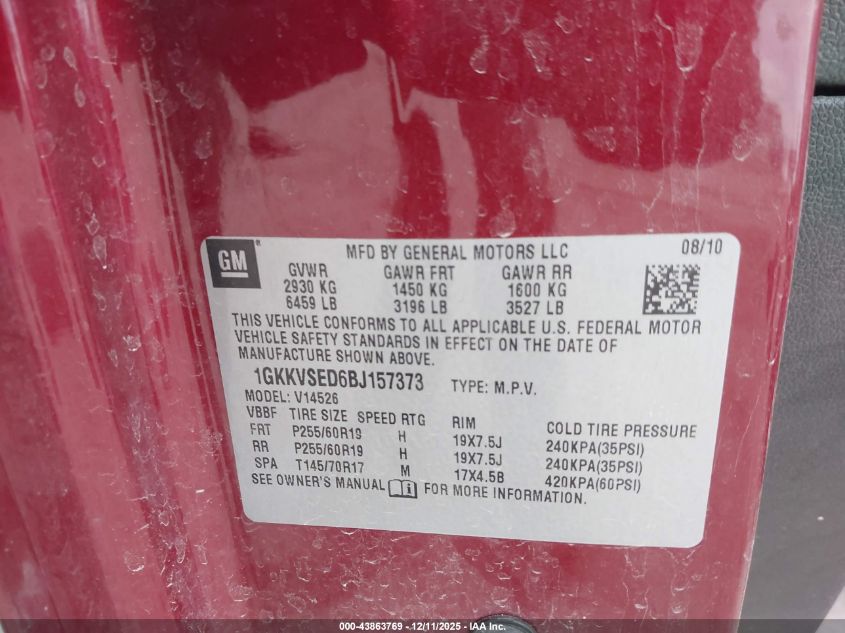 GM
MFD BY GENERAL MOTORS LLC 08/10
GVWR GAWR FRT GAWR RR
2930 KG 1450 KG 1600 KG
6459 LB 3196 LB 3527 LB
THIS VEHICLE CONFORMS TO ALL APPLICABLE U.S. FEDERAL MOTOR
VEHICLE SAFETY STANDARDS IN EFFECT ON THE DATE OF
MANUFACTURE SHOWN ABOVE.
1GKKVSED6BJ157373 TYPE: M.P.V.
MODEL: V14526
VBBF TIRE SIZE SPEED RTG RIM COLD TIRE PRESSURE
FRT P255/60R19 H 19X7.5J 240KPA(35PSI)
RR P255/60R19 H 19X7.5J 240KPA(35PSI)
SPA T145/70R17 M 17X4.5B 420KPA(60PSI)
SEE OWNER'S MANUAL FOR MORE INFORMATION.
000-43863769 - 12/11/2025 - www.iaai.com